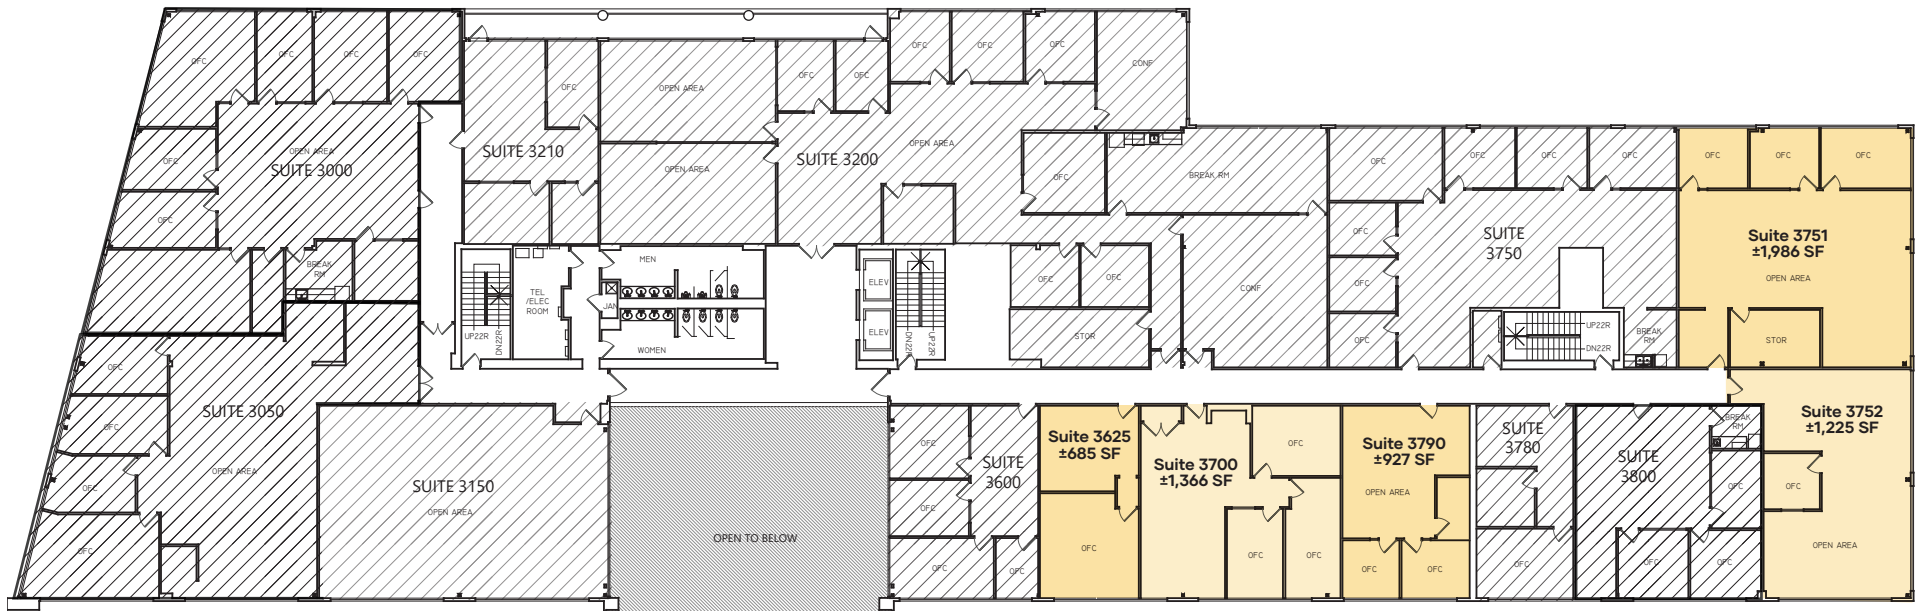 OFC
OFC
OFC
OFC
OFC
OFC
OPEN AREA
SUITE 3000
BREAK
RM
OFC
SUITE 3210
OPEN AREA
OPEN AREA
OFC
OFC
SUITE 3200
OFC
OFC
OFC
CONF
OPEN AREA
OFC
BREAK RM
OFC
OFC
STOR
CONF
OFC
OFC
OFC
OFC
OFC
OFC
OFC
SUITE
3750
BREAK
RM
UP22R
DN22R
OFC
OFC
OFC
Suite 3751
±1,986 SF
OPEN AREA
STOR
UP22R
DN22R
TEL
/ELEC
ROOM
MEN
JAN
WOMEN
ELEV
ELEV
DN22R
UP22R
OFC
OFC
OFC
OFC
SUITE 3050
OPEN AREA
SUITE 3150
OPEN AREA
OPEN TO BELOW
OFC
OFC
OFC
OFC
SUITE
3600
Suite 3625
±685 SF
OFC
Suite 3700
±1,366 SF
OFC
OFC
OFC
Suite 3790
±927 SF
OPEN AREA
OFC
OFC
SUITE
3780
OFC
SUITE
3800
BREAK
RM
OFC
OFC
OFC
Suite 3752
±1,225 SF
OFC
OPEN AREA